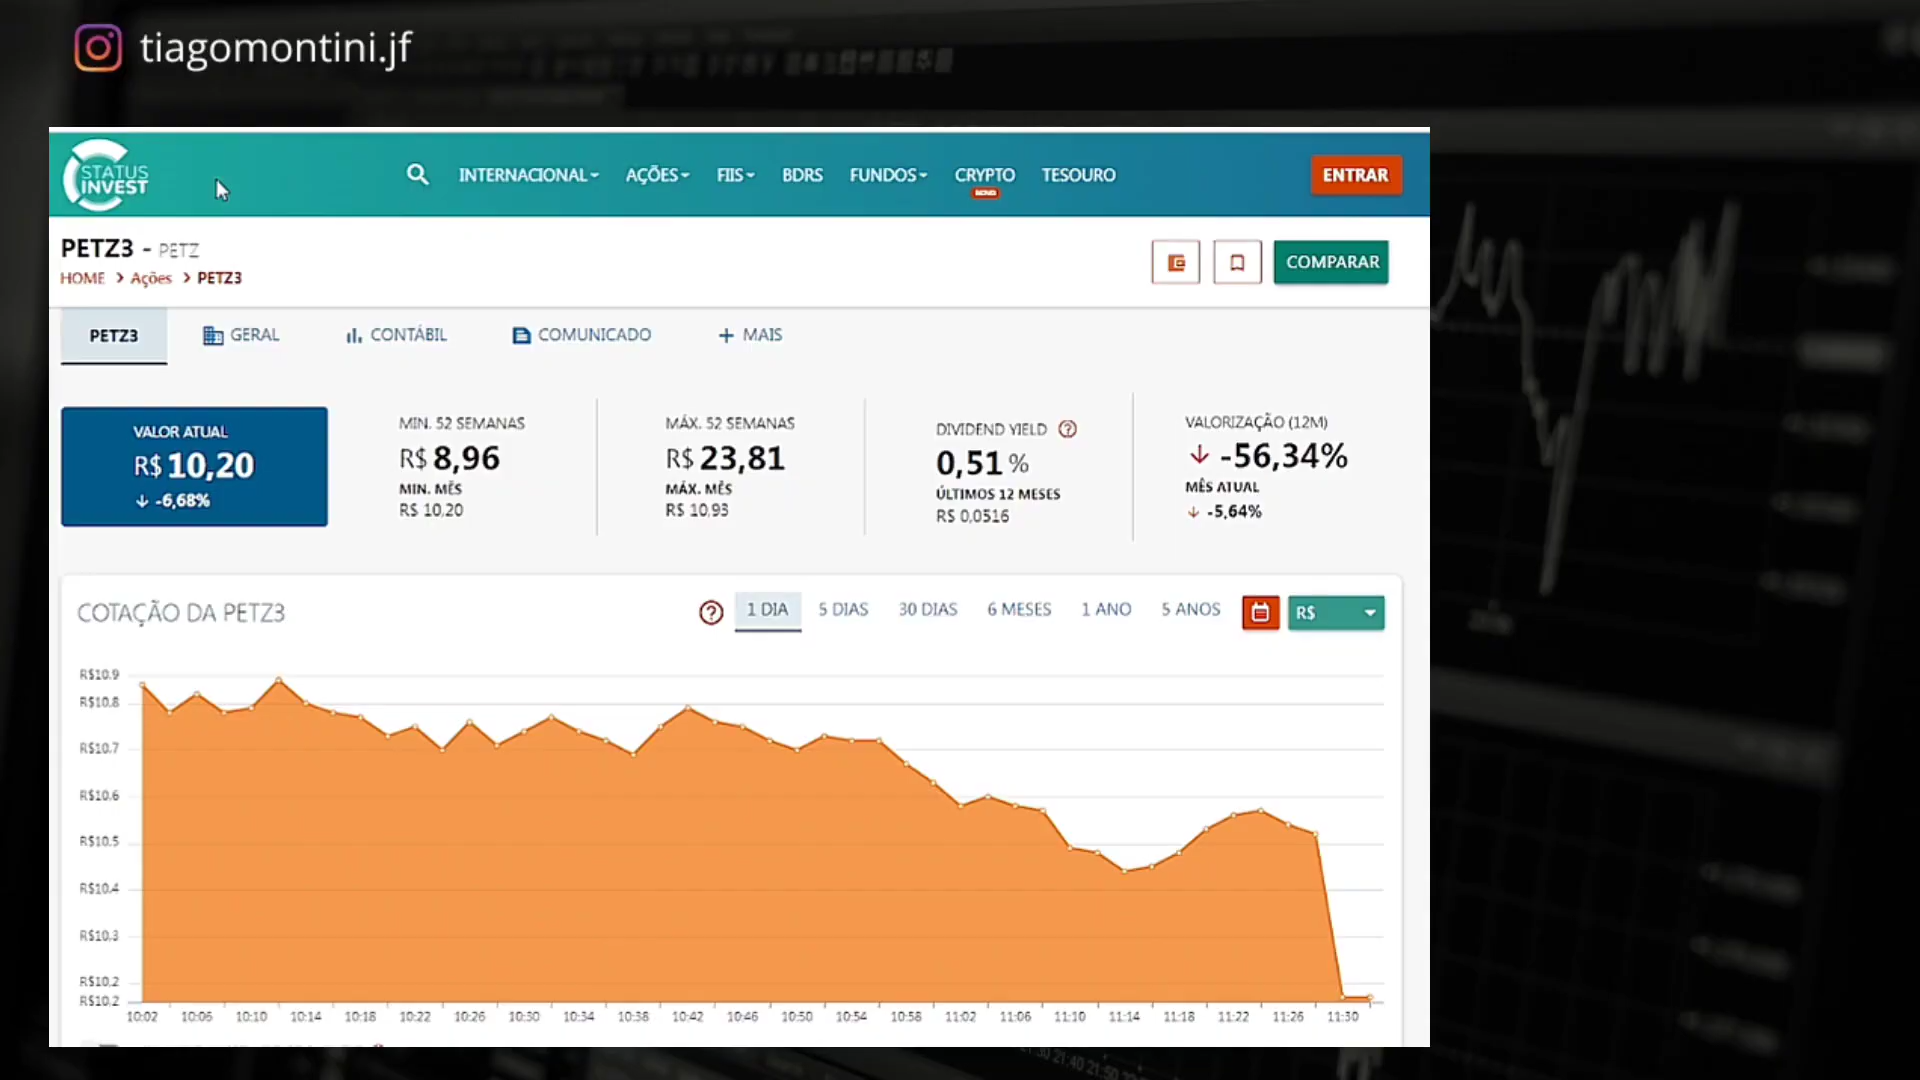 tiagomontini.jf
STATUS
INVEST
INTERNACIONAL
AÇÕES
FIIS
BDRS
FUNDOS
CRYPTO
NOVO
TESOURO
ENTRAR
PETZ3 - PETZ
HOME > Ações > PETZ3
COMPARAR
PETZ3
GERAL
CONTÁBIL
COMUNICADO
+ MAIS
VALOR ATUAL
R$ 10,20
↓ -6,68%
MIN. 52 SEMANAS
R$ 8,96
MIN. MÊS
R$ 10,20
MÁX. 52 SEMANAS
R$ 23,81
MÁX. MÊS
R$ 10,93
DIVIDEND YIELD ?
0,51 %
ÚLTIMOS 12 MESES
R$ 0,0516
VALORIZAÇÃO (12M)
↓ -56,34%
MÊS ATUAL
↓ -5,64%
COTAÇÃO DA PETZ3
?
1 DIA
5 DIAS
30 DIAS
6 MESES
1 ANO
5 ANOS
R$
R$10.9
R$10.8
R$10.7
R$10.6
R$10.5
R$10.4
R$10.3
R$10.2
R$10.2
10:02 10:06 10:10 10:14 10:18 10:22 10:26 10:30 10:34 10:38 10:42 10:46 10:50 10:54 10:58 11:02 11:06 11:10 11:14 11:18 11:22 11:26 11:30